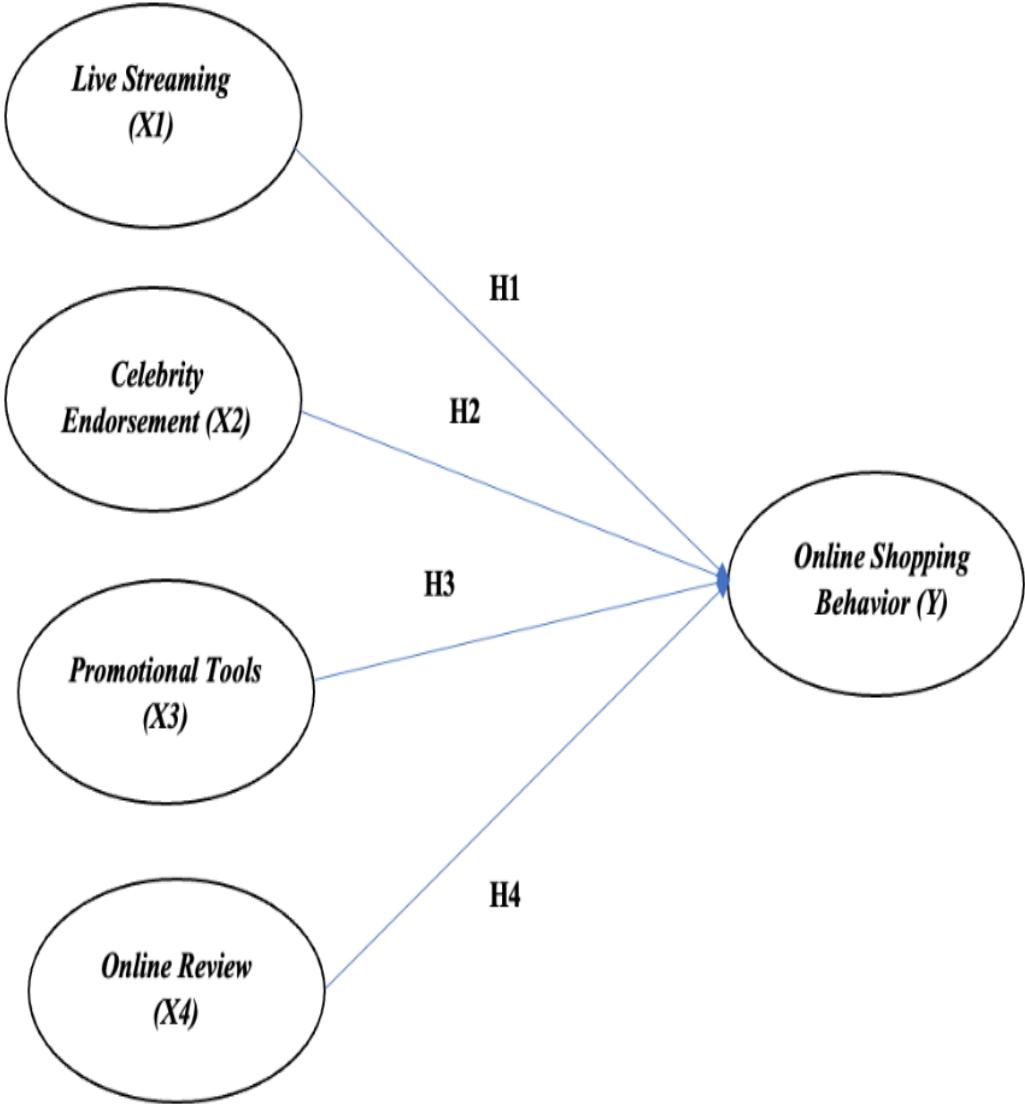 Live Streaming
(X1)
H1
Celebrity
Endorsement (X2)
H2
Online Shopping
Behavior (Y)
H3
Promotional Tools
(X3)
H4
Online Review
(X4)